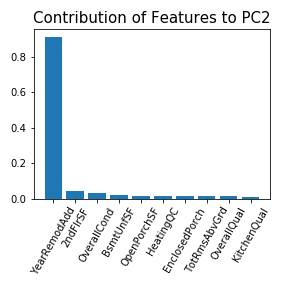 Contribution of Features to PC2
0.8
0.6
0.4
0.2
0.0
YearRemodAdd
2ndFlrSF
OverallCond
BsmtUnfSF
OpenPorchSF
HeatingQC
EnclosedPorch
TotRmsAbvGrd
OverallQual
KitchenQual